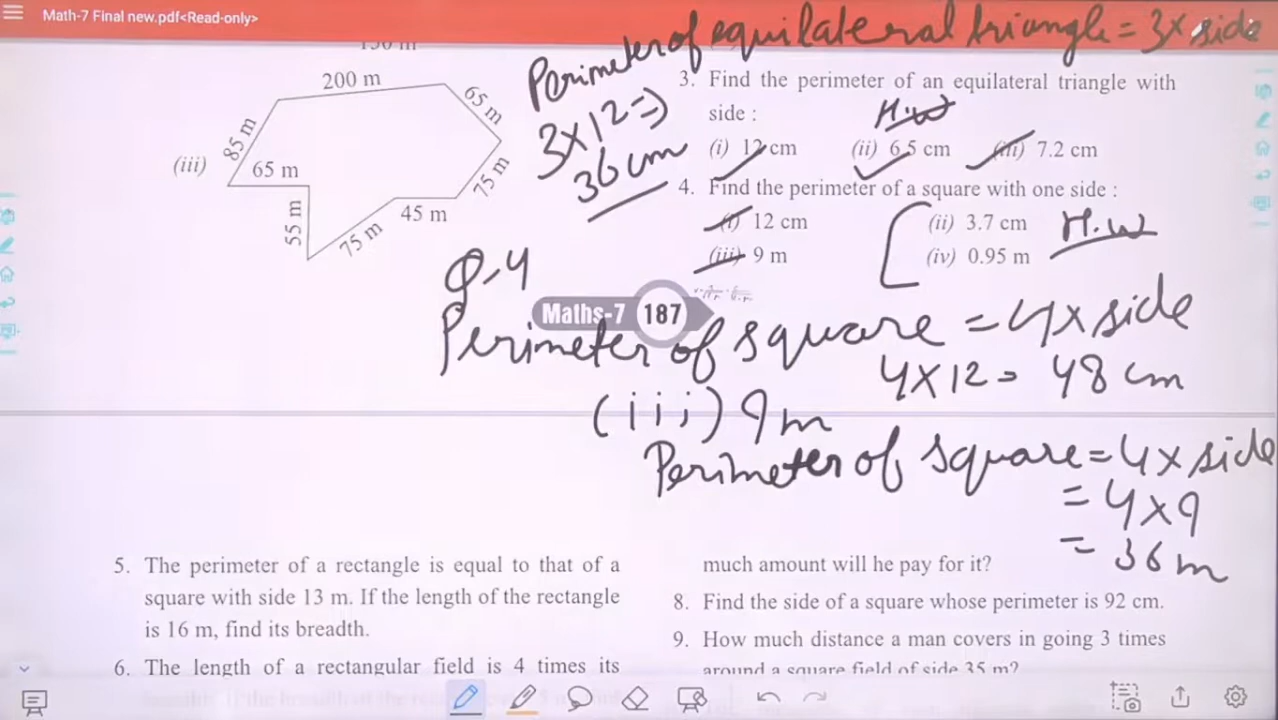 Math-7 Final new.pdf<Read-only>
200 m
65 m
85 m
(iii)
65 m
75 m
55 m
45 m
75 m
Perimeter of equilateral triangle = 3 x side
3 x 12 =>
36 cm
3. Find the perimeter of an equilateral triangle with
side :
H.W
(i) 12 cm (ii) 6.5 cm (iii) 7.2 cm
4. Find the perimeter of a square with one side :
(i) 12 cm (ii) 3.7 cm H.W
(iii) 9 m (iv) 0.95 m
Q.4
Maths-7 187
Perimeter of square = 4 x side
4 x 12 = 48 cm
(iii) 9 m
Perimeter of square = 4 x side
= 4 x 9
= 36 m
5. The perimeter of a rectangle is equal to that of a
square with side 13 m. If the length of the rectangle
is 16 m, find its breadth.
6. The length of a rectangular field is 4 times its
much amount will he pay for it?
8. Find the side of a square whose perimeter is 92 cm.
9. How much distance a man covers in going 3 times
around a square field of side 35 m?